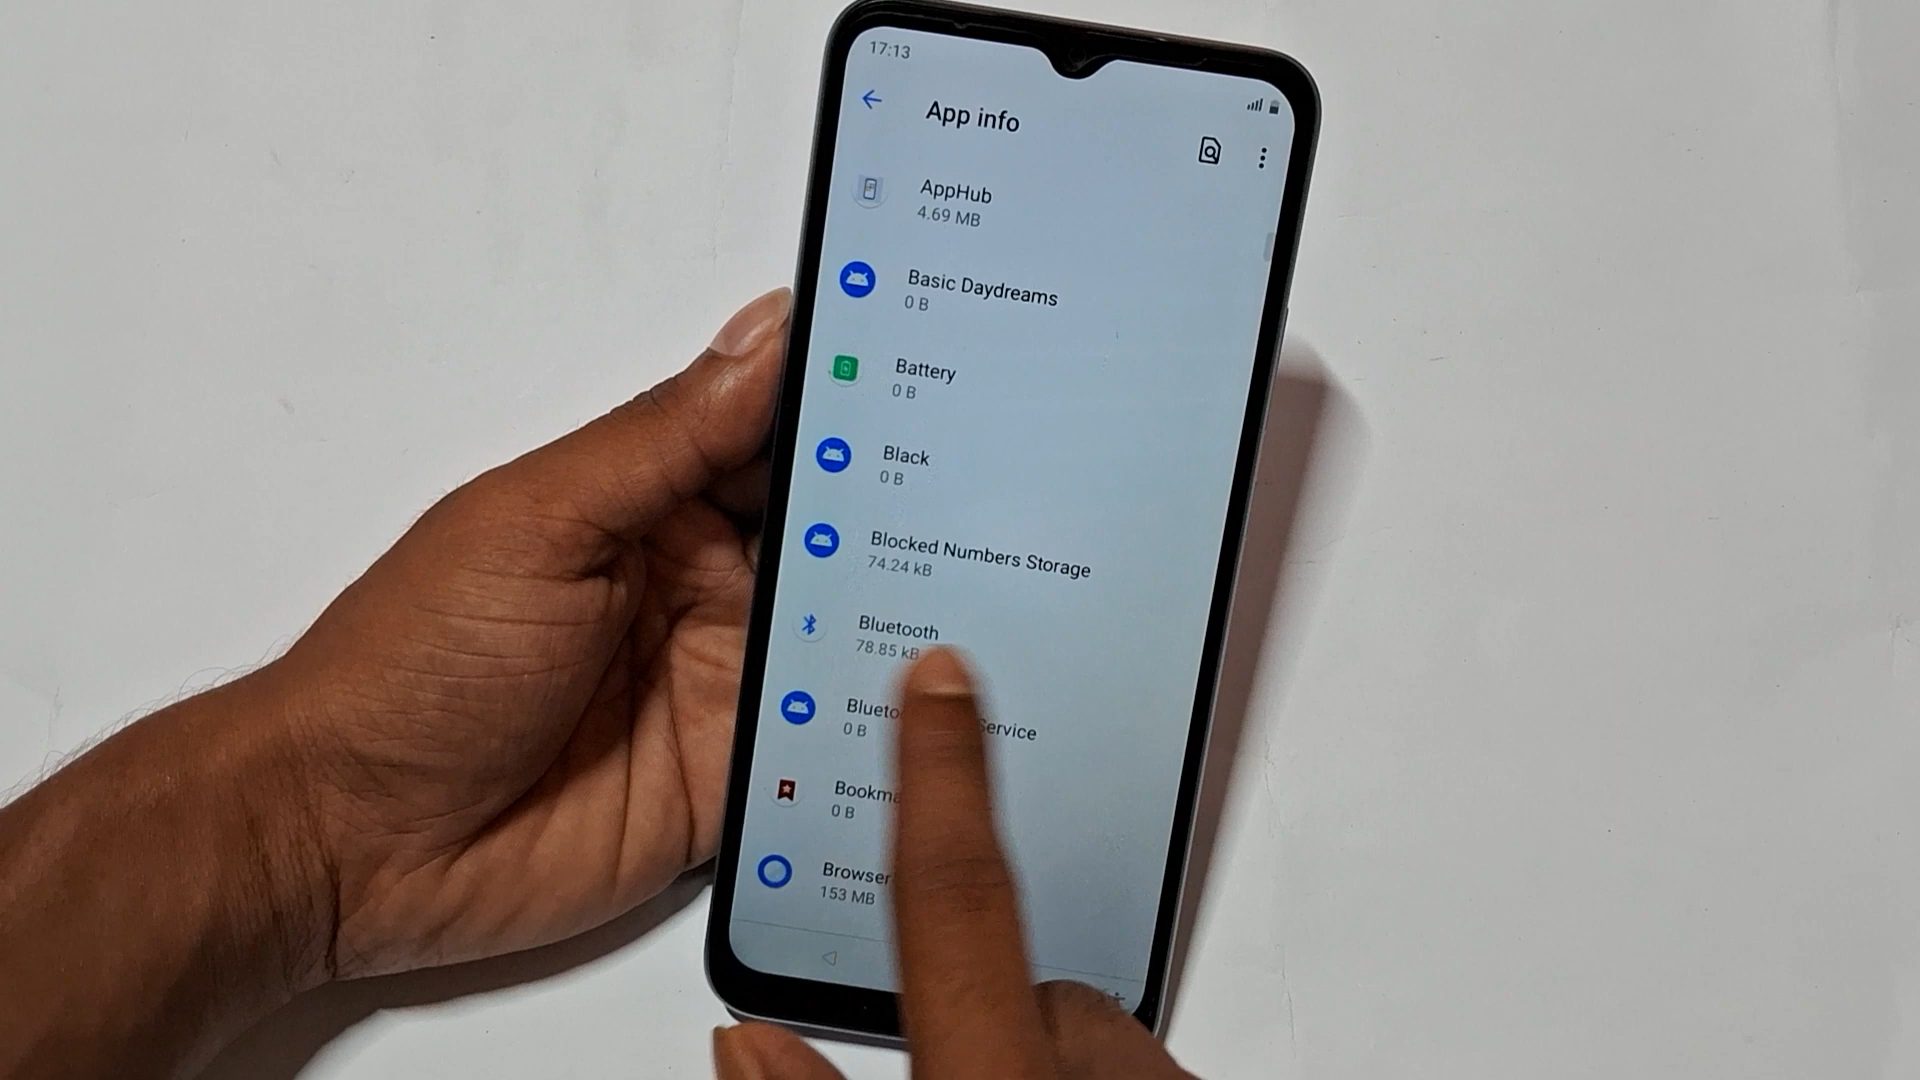 17:13
App info
AppHub
4.69 MB
Basic Daydreams
0 B
Battery
0 B
Black
0 B
Blocked Numbers Storage
74.24 kB
Bluetooth
78.85 kB
Service
0 B
0 B
Browser
153 MB